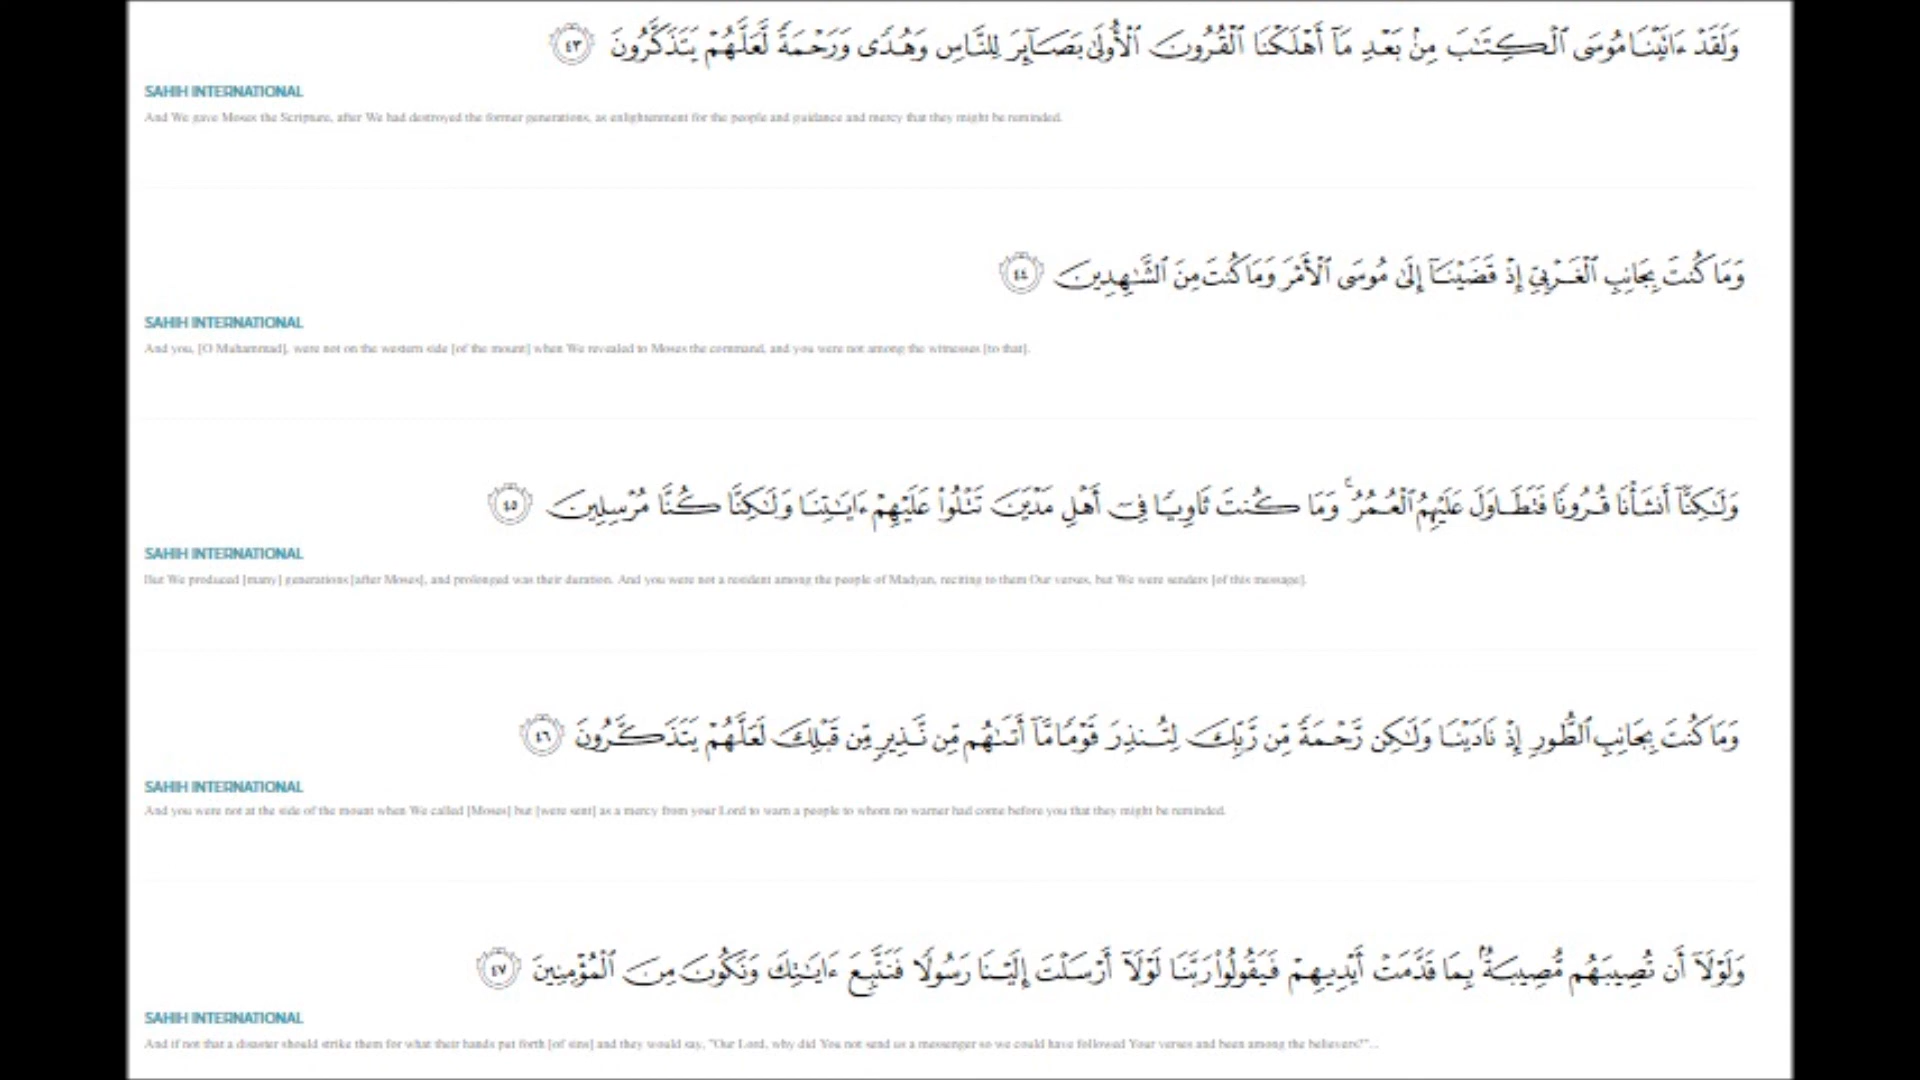 وَلَقَدْ ءَاتَيْنَا مُوسَى ٱلْكِتَٰبَ مِنۢ بَعْدِ مَآ أَهْلَكْنَا ٱلْقُرُونَ ٱلْأُولَىٰ بَصَآئِرَ لِلنَّاسِ وَهُدًى وَرَحْمَةً لَّعَلَّهُمْ يَتَذَكَّرُونَ ٤٣
SAHIH INTERNATIONAL
And We gave Moses the Scripture, after We had destroyed the former generations, as enlightenment for the people and guidance and mercy that they might be reminded.
وَمَا كُنتَ بِجَانِبِ ٱلْغَرْبِىِّ إِذْ قَضَيْنَآ إِلَىٰ مُوسَى ٱلْأَمْرَ وَمَا كُنتَ مِنَ ٱلشَّٰهِدِينَ ٤٤
SAHIH INTERNATIONAL
And you, [O Muhammad], were not on the western side [of the mount] when We revealed to Moses the command, and you were not among the witnesses [to that].
وَلَٰكِنَّآ أَنشَأْنَا قُرُونًا فَتَطَاوَلَ عَلَيْهِمُ ٱلْعُمُرُ ۚ وَمَا كُنتَ ثَاوِيًا فِىٓ أَهْلِ مَدْيَنَ تَتْلُوا۟ عَلَيْهِمْ ءَايَٰتِنَا وَلَٰكِنَّا كُنَّا مُرْسِلِينَ ٤٥
SAHIH INTERNATIONAL
But We produced [many] generations [after Moses], and prolonged was their duration. And you were not a resident among the people of Madyan, reciting to them Our verses, but We were senders [of this message].
وَمَا كُنتَ بِجَانِبِ ٱلطُّورِ إِذْ نَادَيْنَا وَلَٰكِن رَّحْمَةً مِّن رَّبِّكَ لِتُنذِرَ قَوْمًا مَّآ أَتَىٰهُم مِّن نَّذِيرٍ مِّن قَبْلِكَ لَعَلَّهُمْ يَتَذَكَّرُونَ ٤٦
SAHIH INTERNATIONAL
And you were not at the side of the mount when We called [Moses] but [were sent] as a mercy from your Lord to warn a people to whom no warner had come before you that they might be reminded.
وَلَوْلَآ أَن تُصِيبَهُم مُّصِيبَةٌۢ بِمَا قَدَّمَتْ أَيْدِيهِمْ فَيَقُولُوا۟ رَبَّنَا لَوْلَآ أَرْسَلْتَ إِلَيْنَا رَسُولًا فَنَتَّبِعَ ءَايَٰتِكَ وَنَكُونَ مِنَ ٱلْمُؤْمِنِينَ ٤٧
SAHIH INTERNATIONAL
And if not that a disaster should strike them for what their hands put forth [of sins] and they would say, "Our Lord, why did You not send us a messenger so we could have followed Your verses and been among the believers?"...